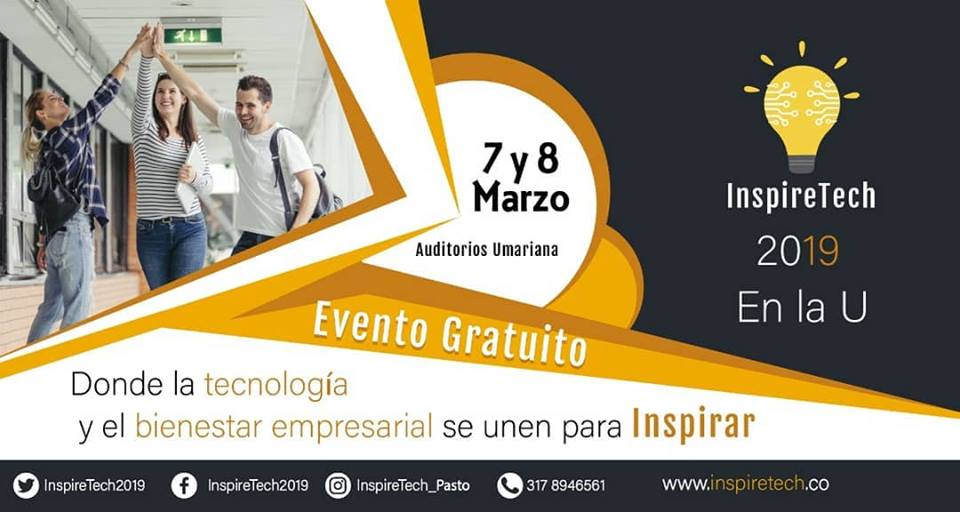 7 y 8
Marzo
Auditorios Umariana
InspireTech
2019
En la U
Evento Gratuito
Donde la tecnología
y el bienestar empresarial se unen para Inspirar
InspireTech2019 InspireTech2019 InspireTech_Pasto 317 8946561 www.inspiretech.co